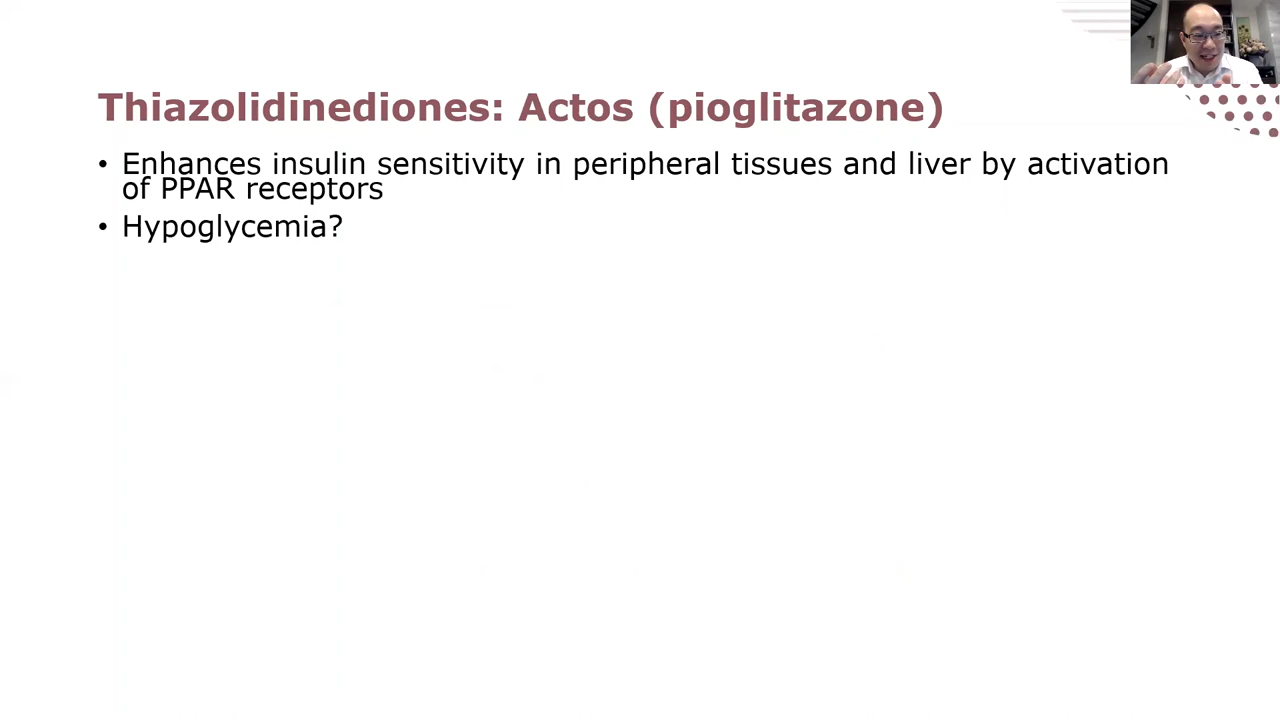 Thiazolidinediones: Actos (pioglitazone)
• Enhances insulin sensitivity in peripheral tissues and liver by activation
of PPAR receptors
• Hypoglycemia?